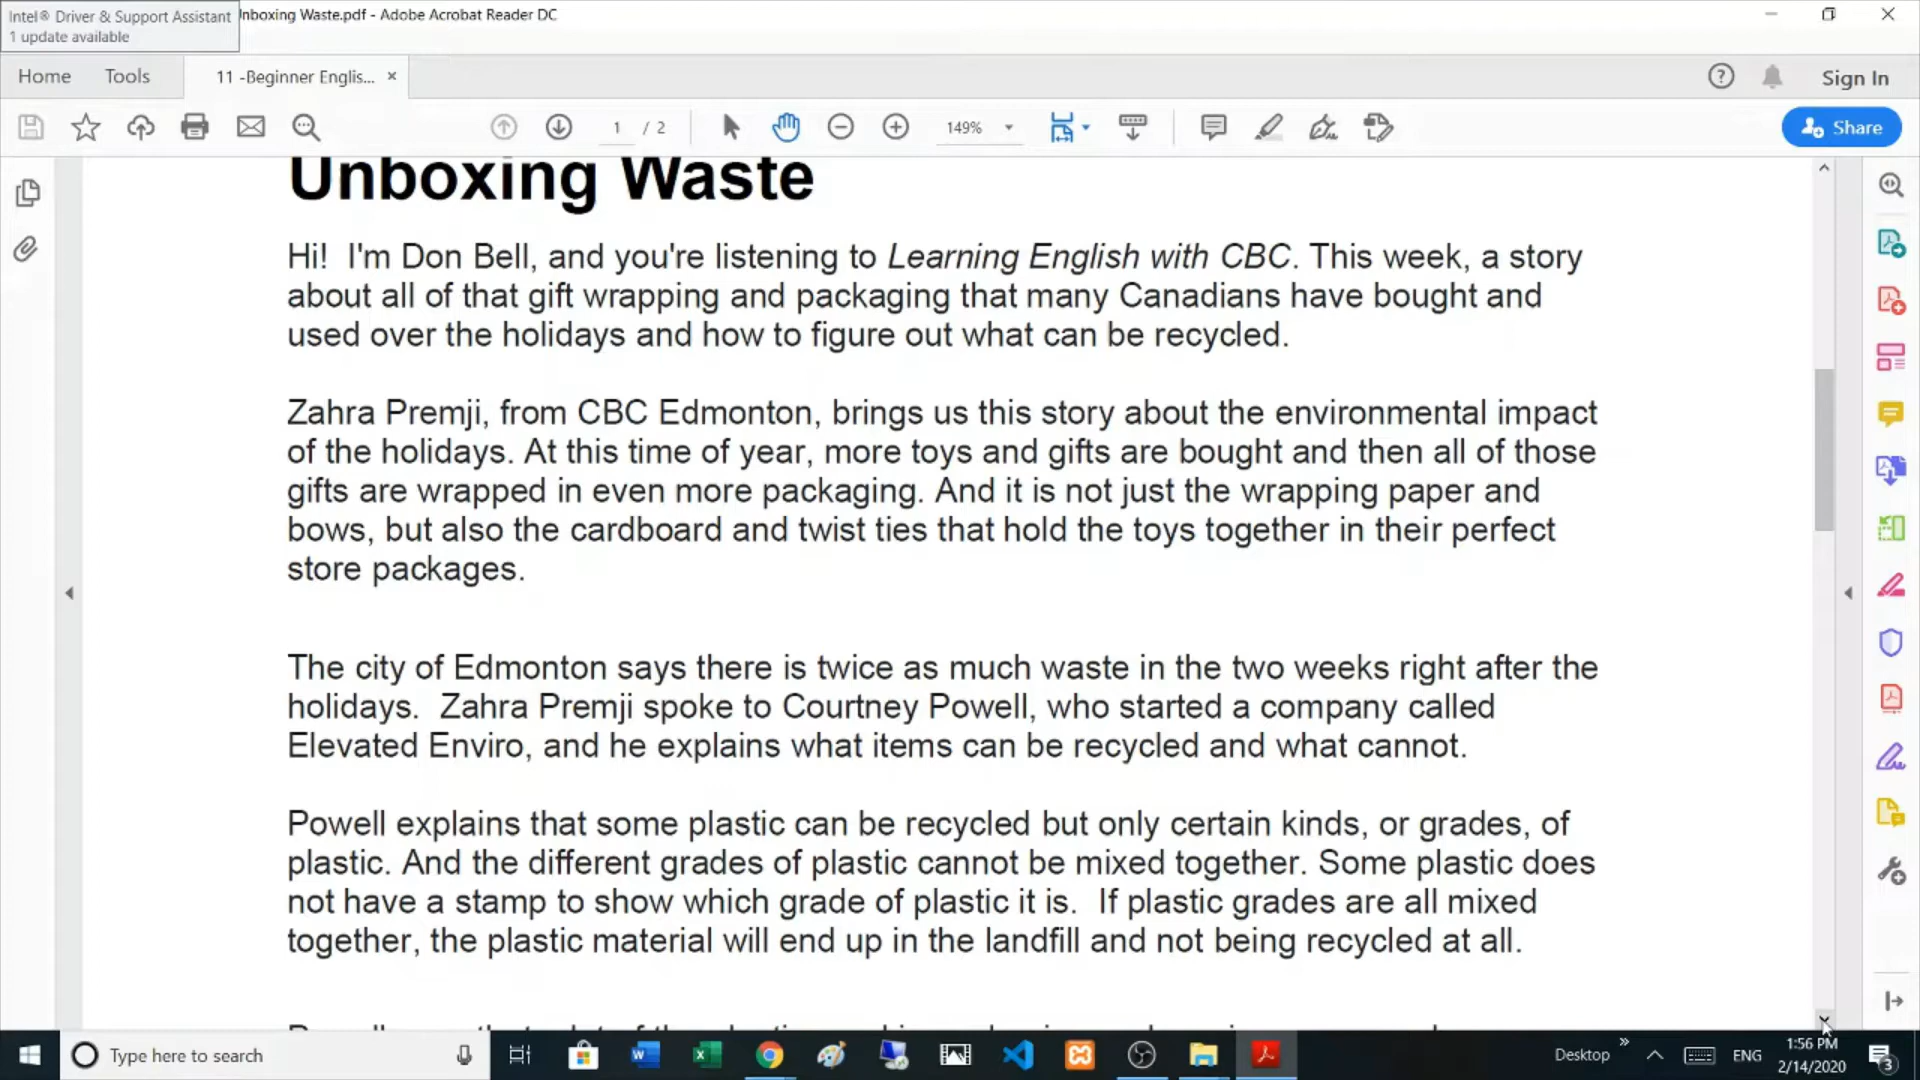 Intel® Driver & Support Assistant
1 update available
nboxing Waste.pdf - Adobe Acrobat Reader DC
Home Tools 11 -Beginner Englis... × Sign In
1 / 2 149% Share
Unboxing Waste
Hi!  I'm Don Bell, and you're listening to Learning English with CBC. This week, a story
about all of that gift wrapping and packaging that many Canadians have bought and
used over the holidays and how to figure out what can be recycled.
Zahra Premji, from CBC Edmonton, brings us this story about the environmental impact
of the holidays. At this time of year, more toys and gifts are bought and then all of those
gifts are wrapped in even more packaging. And it is not just the wrapping paper and
bows, but also the cardboard and twist ties that hold the toys together in their perfect
store packages.
The city of Edmonton says there is twice as much waste in the two weeks right after the
holidays.  Zahra Premji spoke to Courtney Powell, who started a company called
Elevated Enviro, and he explains what items can be recycled and what cannot.
Powell explains that some plastic can be recycled but only certain kinds, or grades, of
plastic. And the different grades of plastic cannot be mixed together. Some plastic does
not have a stamp to show which grade of plastic it is.  If plastic grades are all mixed
together, the plastic material will end up in the landfill and not being recycled at all.
Type here to search Desktop » ENG 1:56 PM
2/14/2020 3